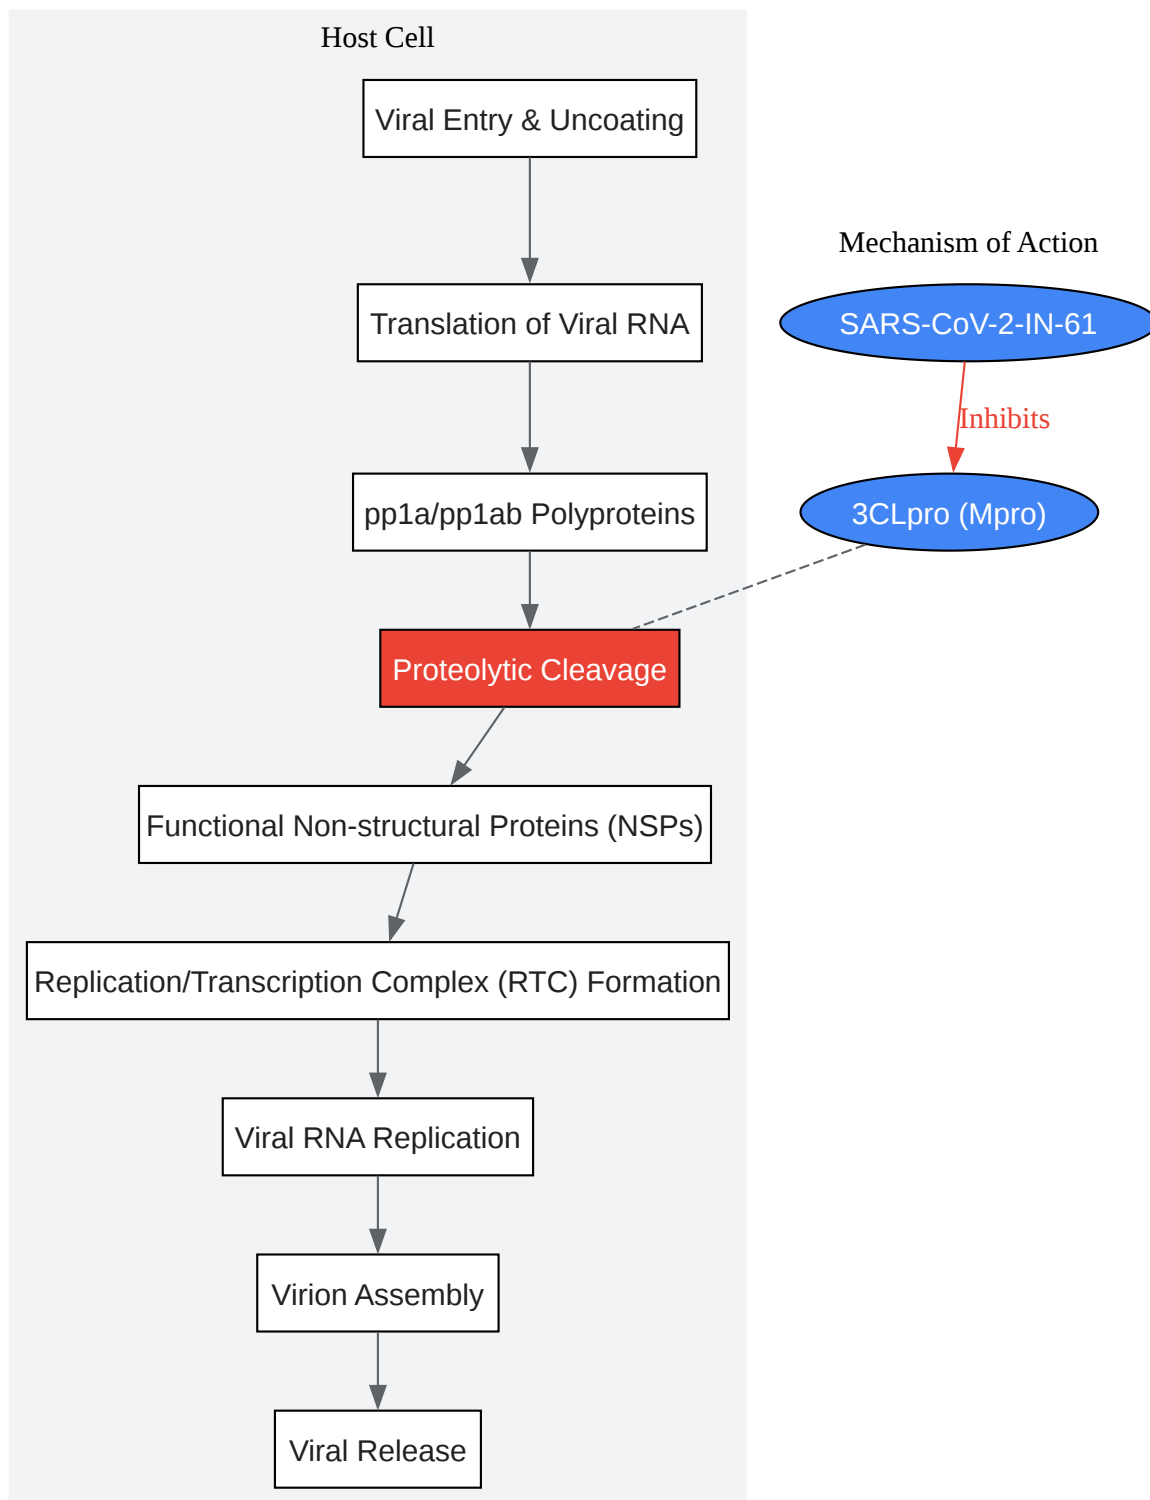 Host Cell
Viral Entry & Uncoating
Translation of Viral RNA
pp1a/pp1ab Polyproteins
Proteolytic Cleavage
Functional Non-structural Proteins (NSPs)
Replication/Transcription Complex (RTC) Formation
Viral RNA Replication
Virion Assembly
Viral Release
Mechanism of Action
SARS-CoV-2-IN-61
Inhibits
3CLpro (Mpro)